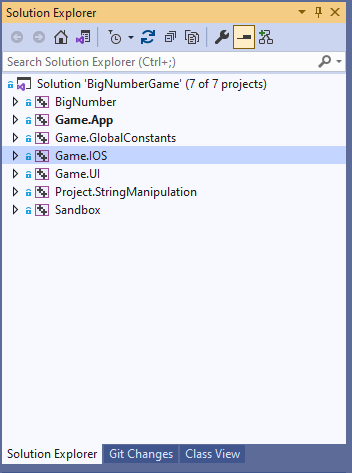 Solution Explorer
Search Solution Explorer (Ctrl+;)
Solution 'BigNumberGame' (7 of 7 projects)
BigNumber
Game.App
Game.GlobalConstants
Game.IOS
Game.UI
Project.StringManipulation
Sandbox
Solution Explorer Git Changes Class View